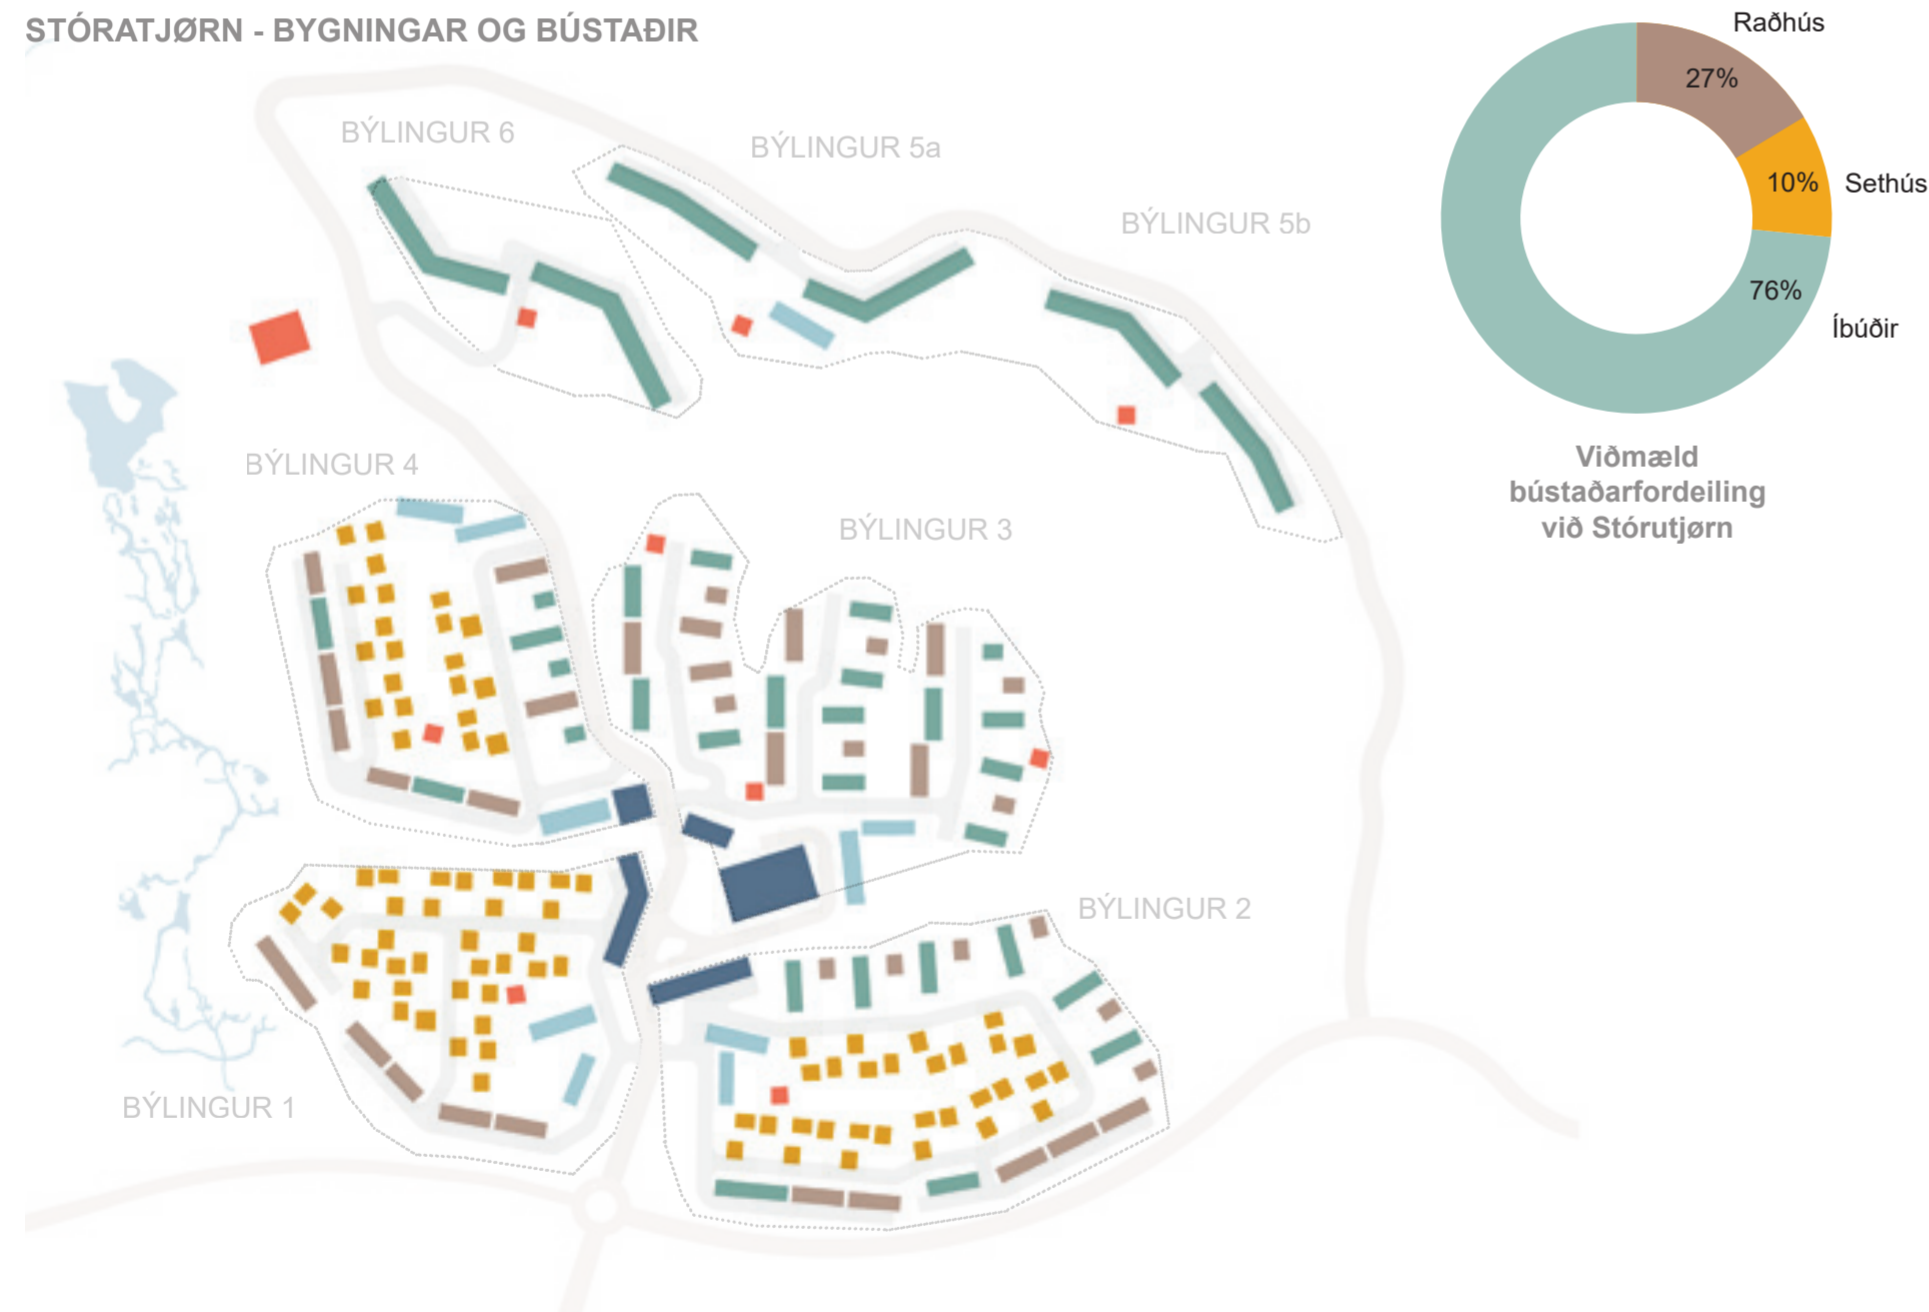 STÓRATJØRN - BYGNINGAR OG BÚSTAÐIR
Raðhús
27%
10%
Sethús
76%
Íbúðir
Viðmæld
bústaðarfordeiling
við Stórutjørn
BÝLINGUR 6
BÝLINGUR 5a
BÝLINGUR 5b
BÝLINGUR 4
BÝLINGUR 3
BÝLINGUR 2
BÝLINGUR 1